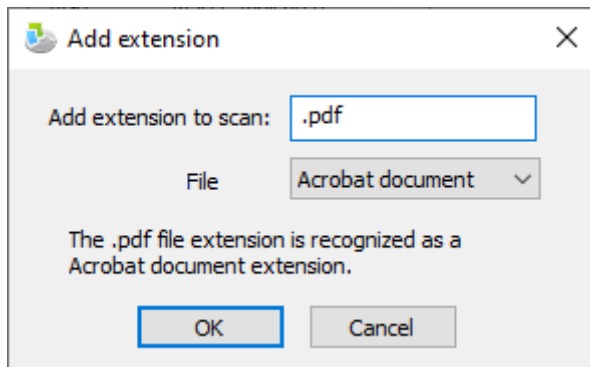 Add extension
Add extension to scan: .pdf
File Acrobat document
The .pdf file extension is recognized as a
Acrobat document extension.
OK Cancel